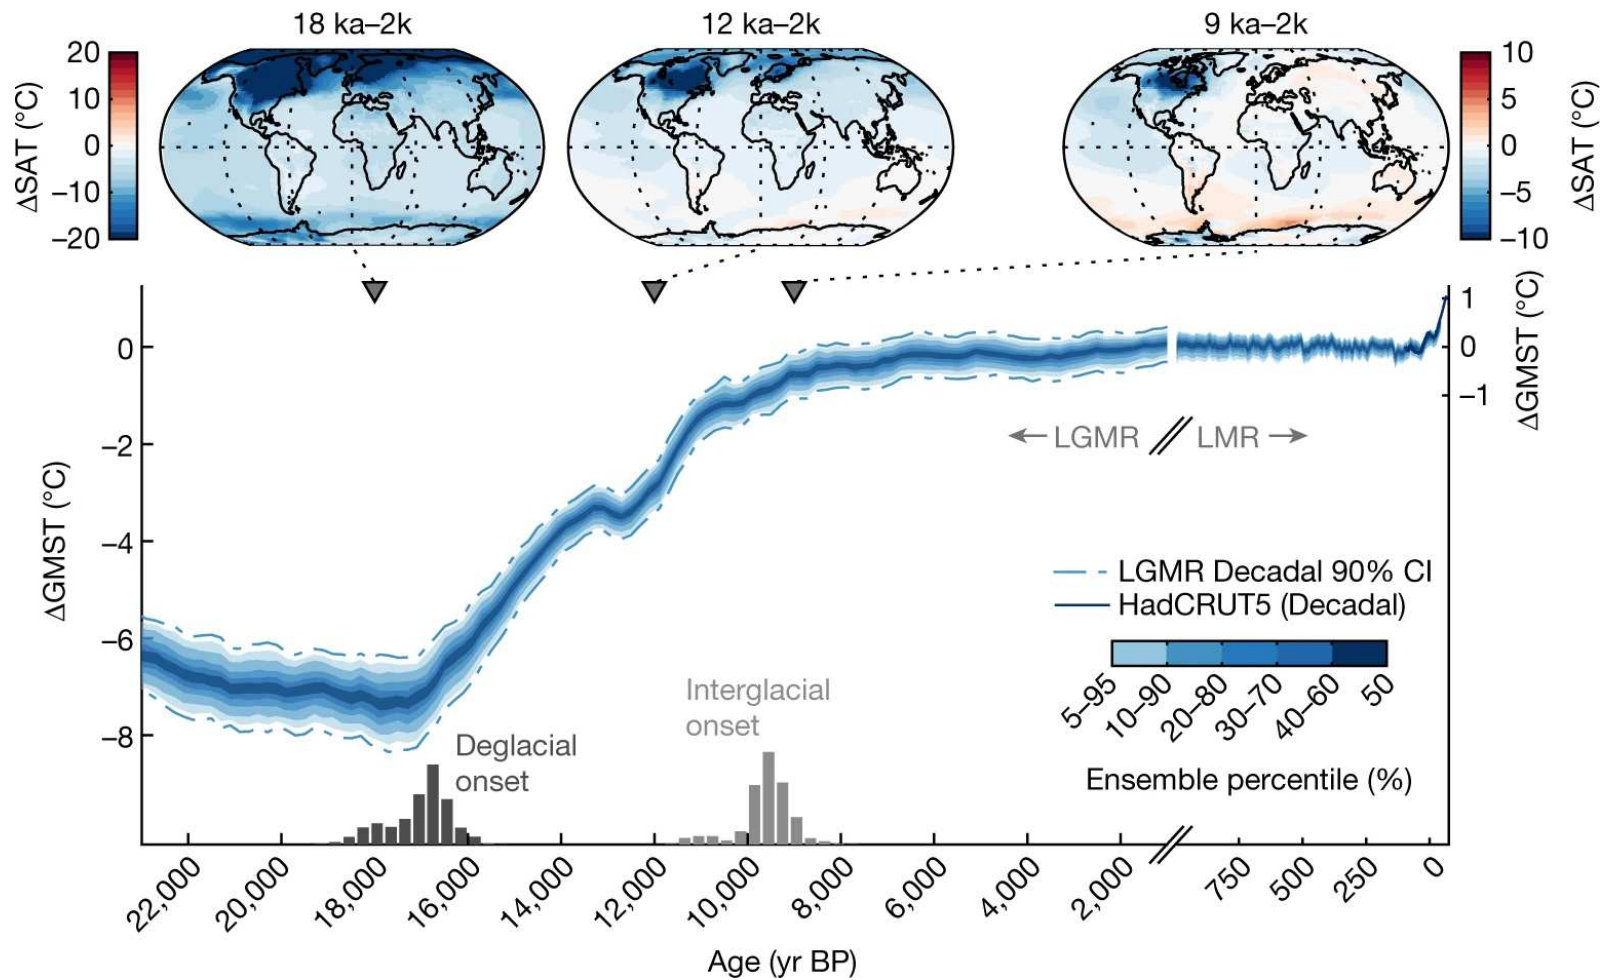 18 ka–2k
12 ka–2k
9 ka–2k
20
10
0
–10
–20
ΔSAT (°C)
10
5
0
–5
–10
ΔSAT (°C)
0
–2
–4
–6
–8
ΔGMST (°C)
1
0
–1
ΔGMST (°C)
LGMR
LMR
LGMR Decadal 90% CI
HadCRUT5 (Decadal)
5–95
10–90
20–80
30–70
40–60
50
Ensemble percentile (%)
Interglacial
onset
Deglacial
onset
22,000
20,000
18,000
16,000
14,000
12,000
10,000
8,000
6,000
4,000
2,000
750
500
250
0
Age (yr BP)